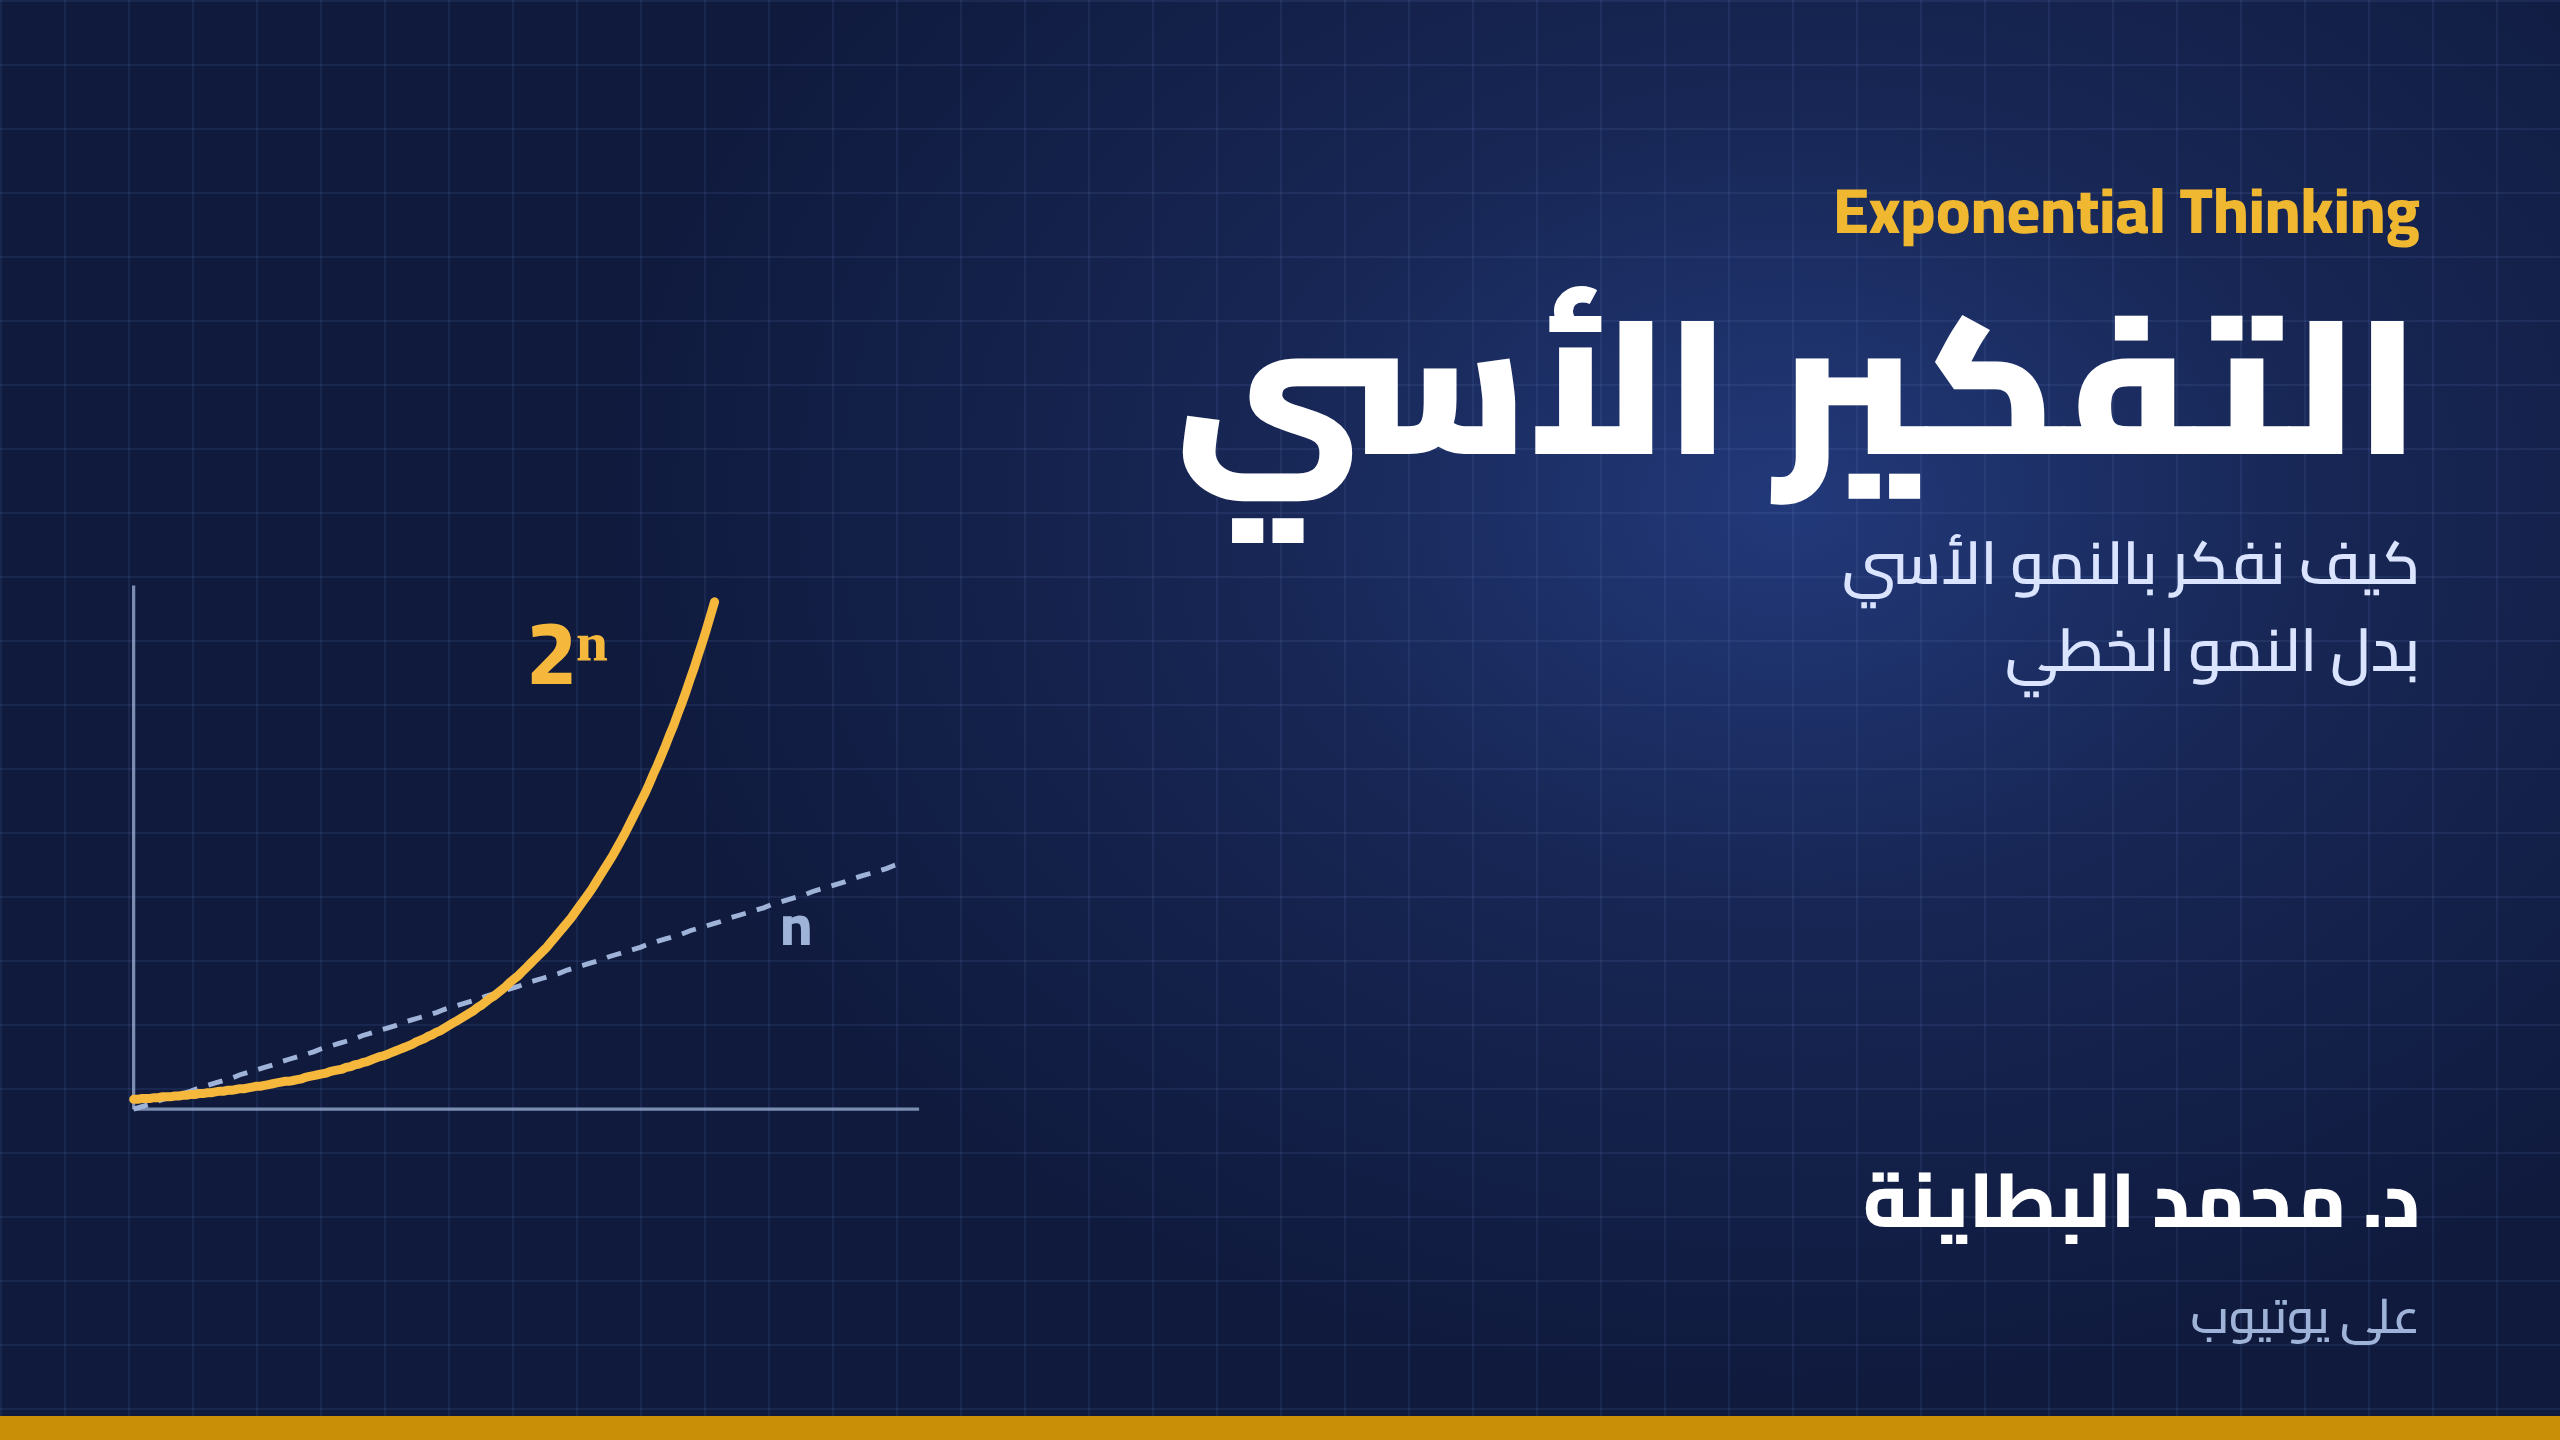 Exponential Thinking
التفكير الأسي
كيف نفكر بالنمو الأسي
بدل النمو الخطي
2ⁿ
n
د. محمد البطاينة
على يوتيوب